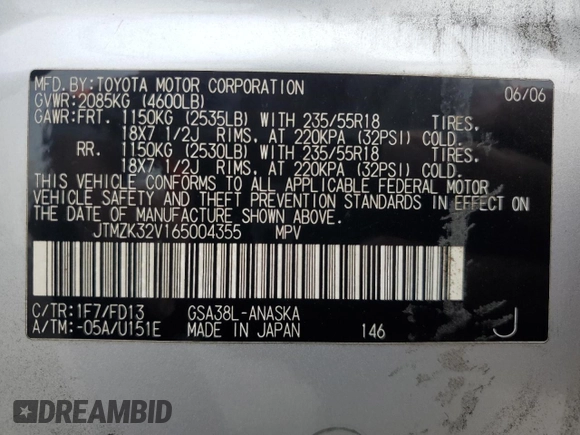 MFD. BY: TOYOTA MOTOR CORPORATION 06/06
GVWR: 2085KG (4600LB)
GAWR: FRT. 1150KG (2535LB) WITH 235/55R18 TIRES.
18X7 1/2J RIMS. AT 220KPA (32PSI) COLD.
RR. 1150KG (2530LB) WITH 235/55R18 TIRES.
18X7 1/2J RIMS. AT 220KPA (32PSI) COLD.
THIS VEHICLE CONFORMS TO ALL APPLICABLE FEDERAL MOTOR
VEHICLE SAFETY AND THEFT PREVENTION STANDARDS IN EFFECT ON
THE DATE OF MANUFACTURE SHOWN ABOVE.
JTMZK32V165004355 MPV
C/TR: 1F7/FD13 GSA38L-ANASKA
A/TM: -05A/U151E MADE IN JAPAN 146 J
DREAMBID